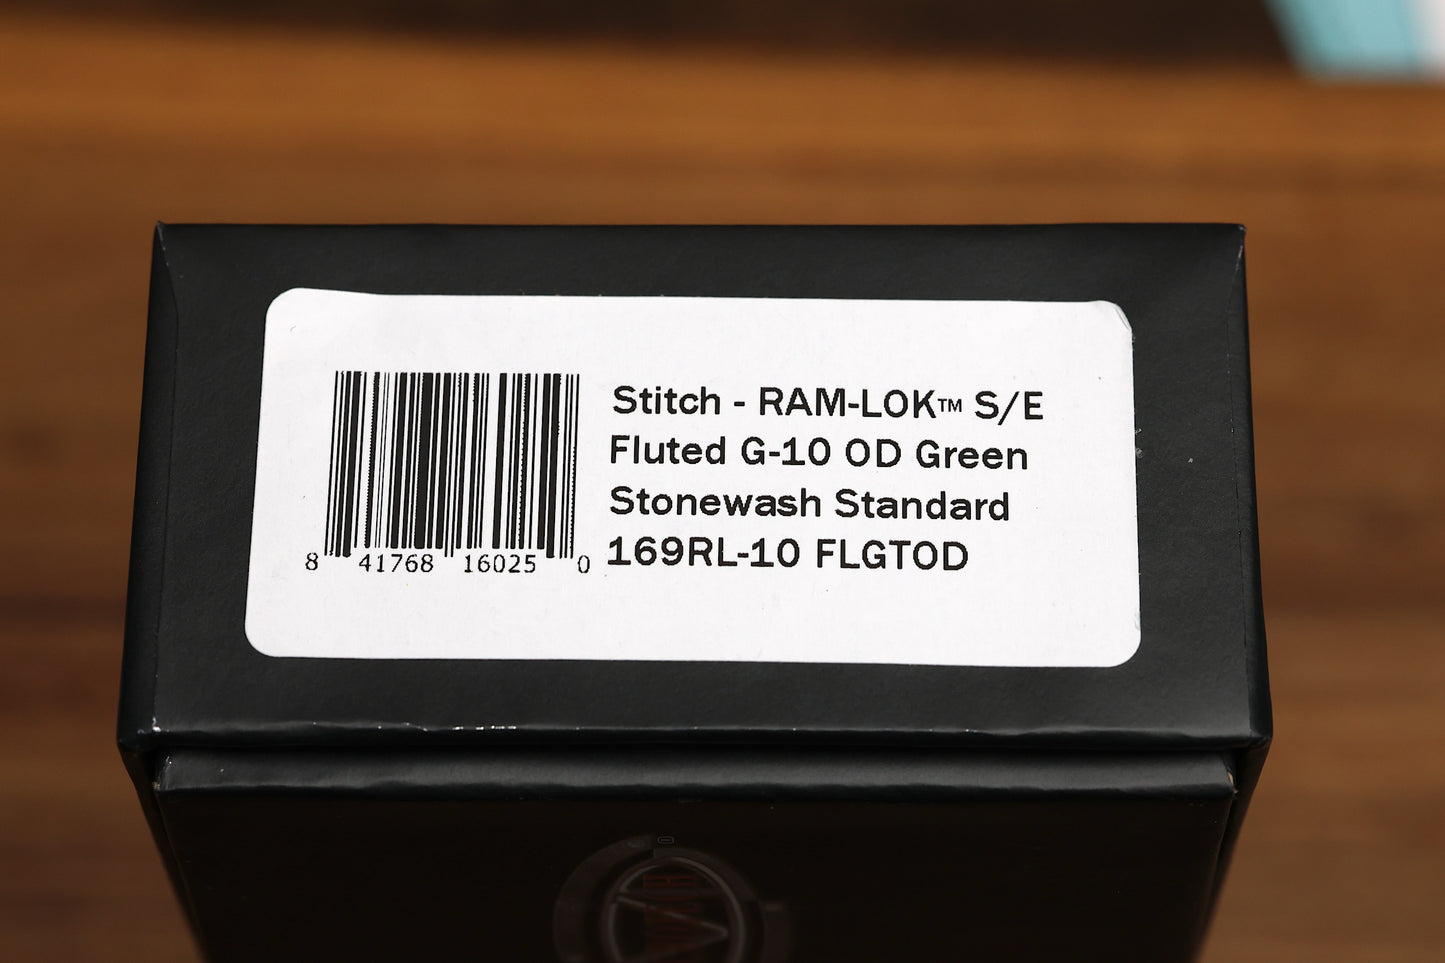 Stitch - RAM-LOK™ S/E
Fluted G-10 OD Green
Stonewash Standard
169RL-10 FLGTOD
8 41768 16025 0